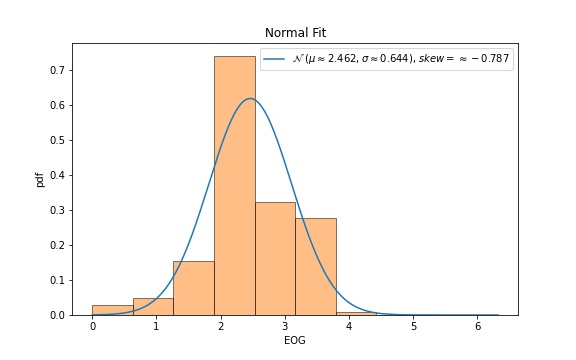 Normal Fit
𝒩(μ ≈ 2.462, σ ≈ 0.644), skew = ≈ −0.787
pdf
0.7
0.6
0.5
0.4
0.3
0.2
0.1
0.0
0 1 2 3 4 5 6
EOG